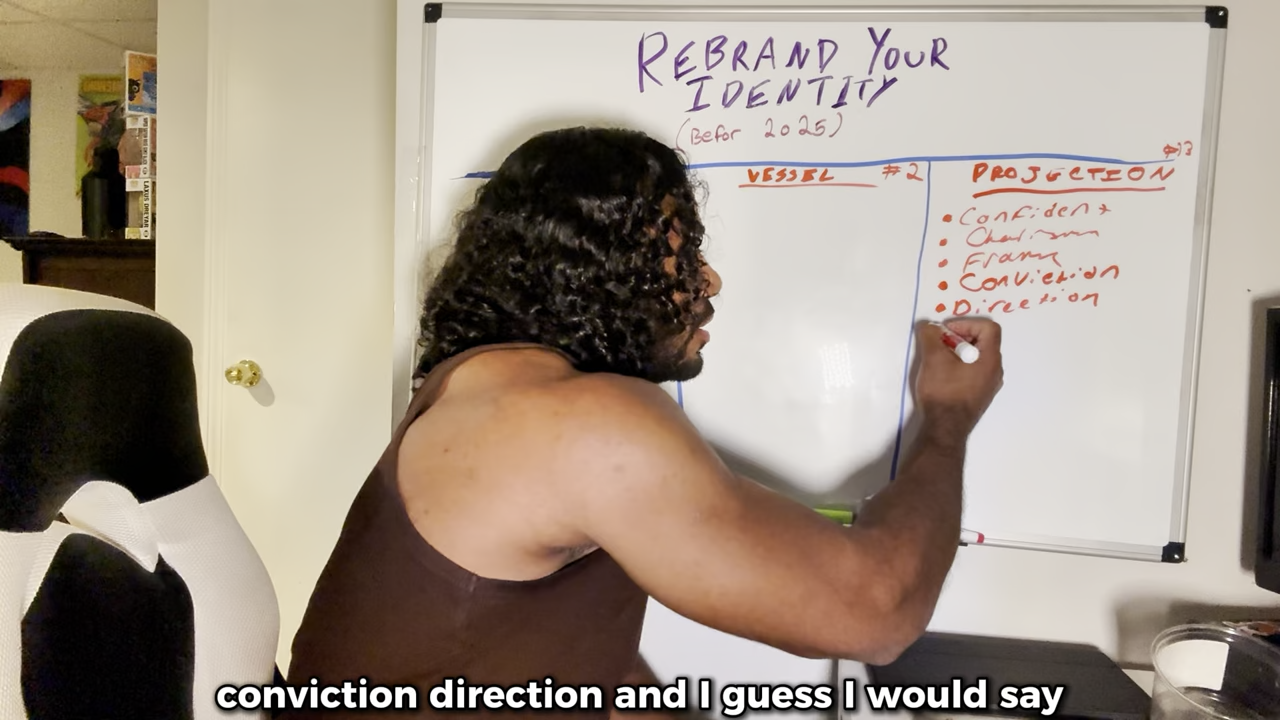 REBRAND YOUR
IDENTITY
(Befor 2025)
VESSEL #2
#3
PROJECTION
• Confident
• Charisma
• Frame
• Conviction
• Direction
conviction direction and I guess I would say